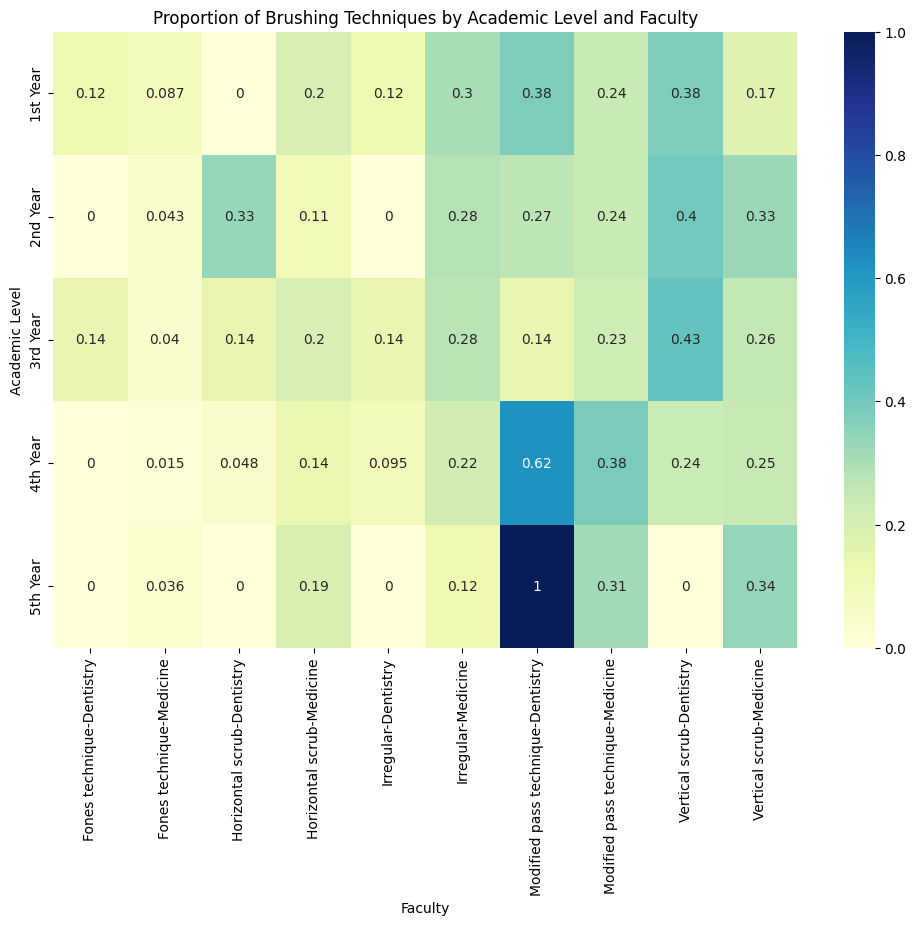 Proportion of Brushing Techniques by Academic Level and Faculty
Academic Level
1st Year
0.12 0.087 0 0.2 0.12 0.3 0.38 0.24 0.38 0.17
2nd Year
0 0.043 0.33 0.11 0 0.28 0.27 0.24 0.4 0.33
3rd Year
0.14 0.04 0.14 0.2 0.14 0.28 0.14 0.23 0.43 0.26
4th Year
0 0.015 0.048 0.14 0.095 0.22 0.62 0.38 0.24 0.25
5th Year
0 0.036 0 0.19 0 0.12 1 0.31 0 0.34
Fones technique-Dentistry
Fones technique-Medicine
Horizontal scrub-Dentistry
Horizontal scrub-Medicine
Irregular-Dentistry
Irregular-Medicine
Modified pass technique-Dentistry
Modified pass technique-Medicine
Vertical scrub-Dentistry
Vertical scrub-Medicine
Faculty
1.0
0.8
0.6
0.4
0.2
0.0